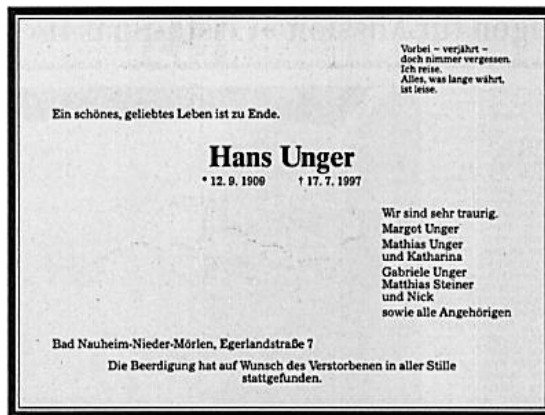 Vorbei – verjährt –
doch nimmer vergessen.
Ich reise.
Alles, was lange währt,
ist leise.
Ein schönes, geliebtes Leben ist zu Ende.
Hans Unger
* 12. 9. 1909 † 17. 7. 1997
Wir sind sehr traurig.
Margot Unger
Mathias Unger
und Katharina
Gabriele Unger
Matthias Steiner
und Nick
sowie alle Angehörigen
Bad Nauheim-Nieder-Mörlen, Egerlandstraße 7
Die Beerdigung hat auf Wunsch des Verstorbenen in aller Stille
stattgefunden.